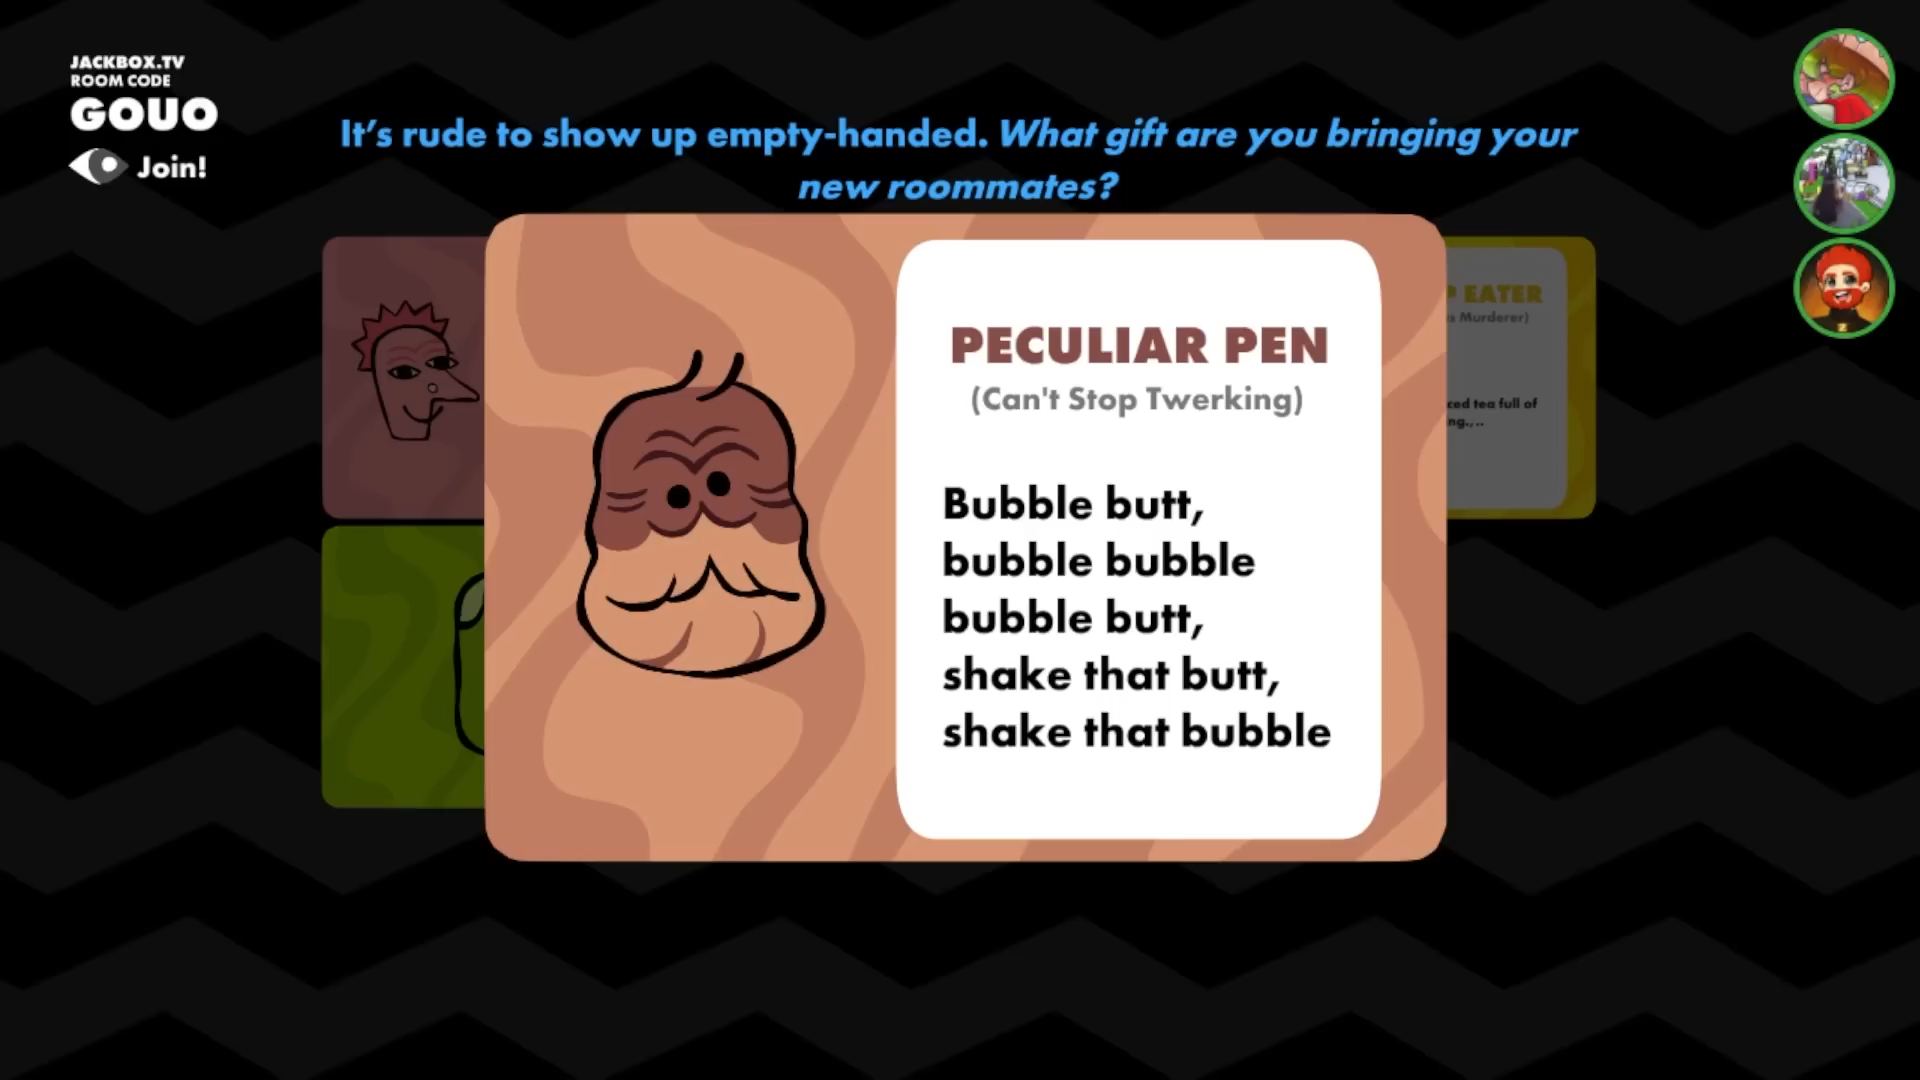 JACKBOX.TV
ROOM CODE
GOUO
Join!
It's rude to show up empty-handed. What gift are you bringing your
new roommates?
PECULIAR PEN
(Can't Stop Twerking)
Bubble butt,
bubble bubble
bubble butt,
shake that butt,
shake that bubble
EATER
Murderer)
tea full of